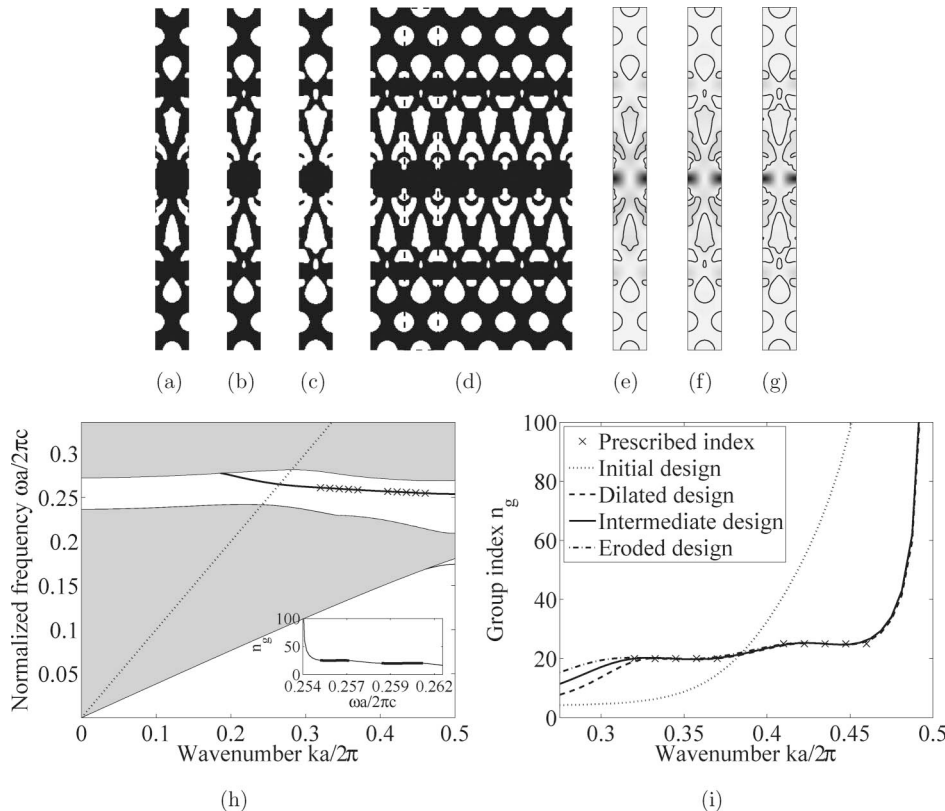 (a) (b) (c) (d) (e) (f) (g)
Normalized frequency ωa/2πc
0.3
0.25
0.2
0.15
0.1
0.05
0 0.1 0.2 0.3 0.4 0.5
Wavenumber ka/2π
n_g
100
50
0
0.254 0.257 0.259 0.262
ωa/2πc
(h)
Group index n_g
100
80
60
40
20
0
0.3 0.35 0.4 0.45 0.5
Wavenumber ka/2π
× Prescribed index
Initial design
Dilated design
Intermediate design
Eroded design
(i)